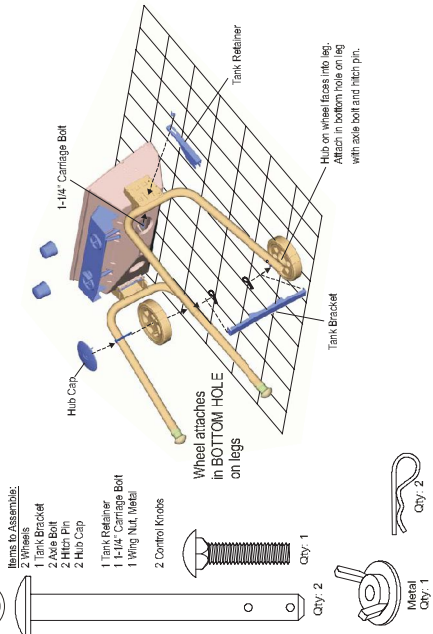 Items to Assemble:
2 Wheels
1 Tank Bracket
2 Axle Bolt
2 Hitch Pin
2 Hub Cap
1 Tank Retainer
1 1-1/4" Carriage Bolt
1 Wing Nut, Metal
2 Control Knobs
Qty: 2
Qty: 1
Metal
Qty: 1
Qty: 2
Wheel attaches
in BOTTOM HOLE
on legs
Hub Cap
1-1/4" Carriage Bolt
Tank Retainer
Tank Bracket
Hub on wheel faces into leg.
Attach in bottom hole on leg
with axle bolt and hitch pin.